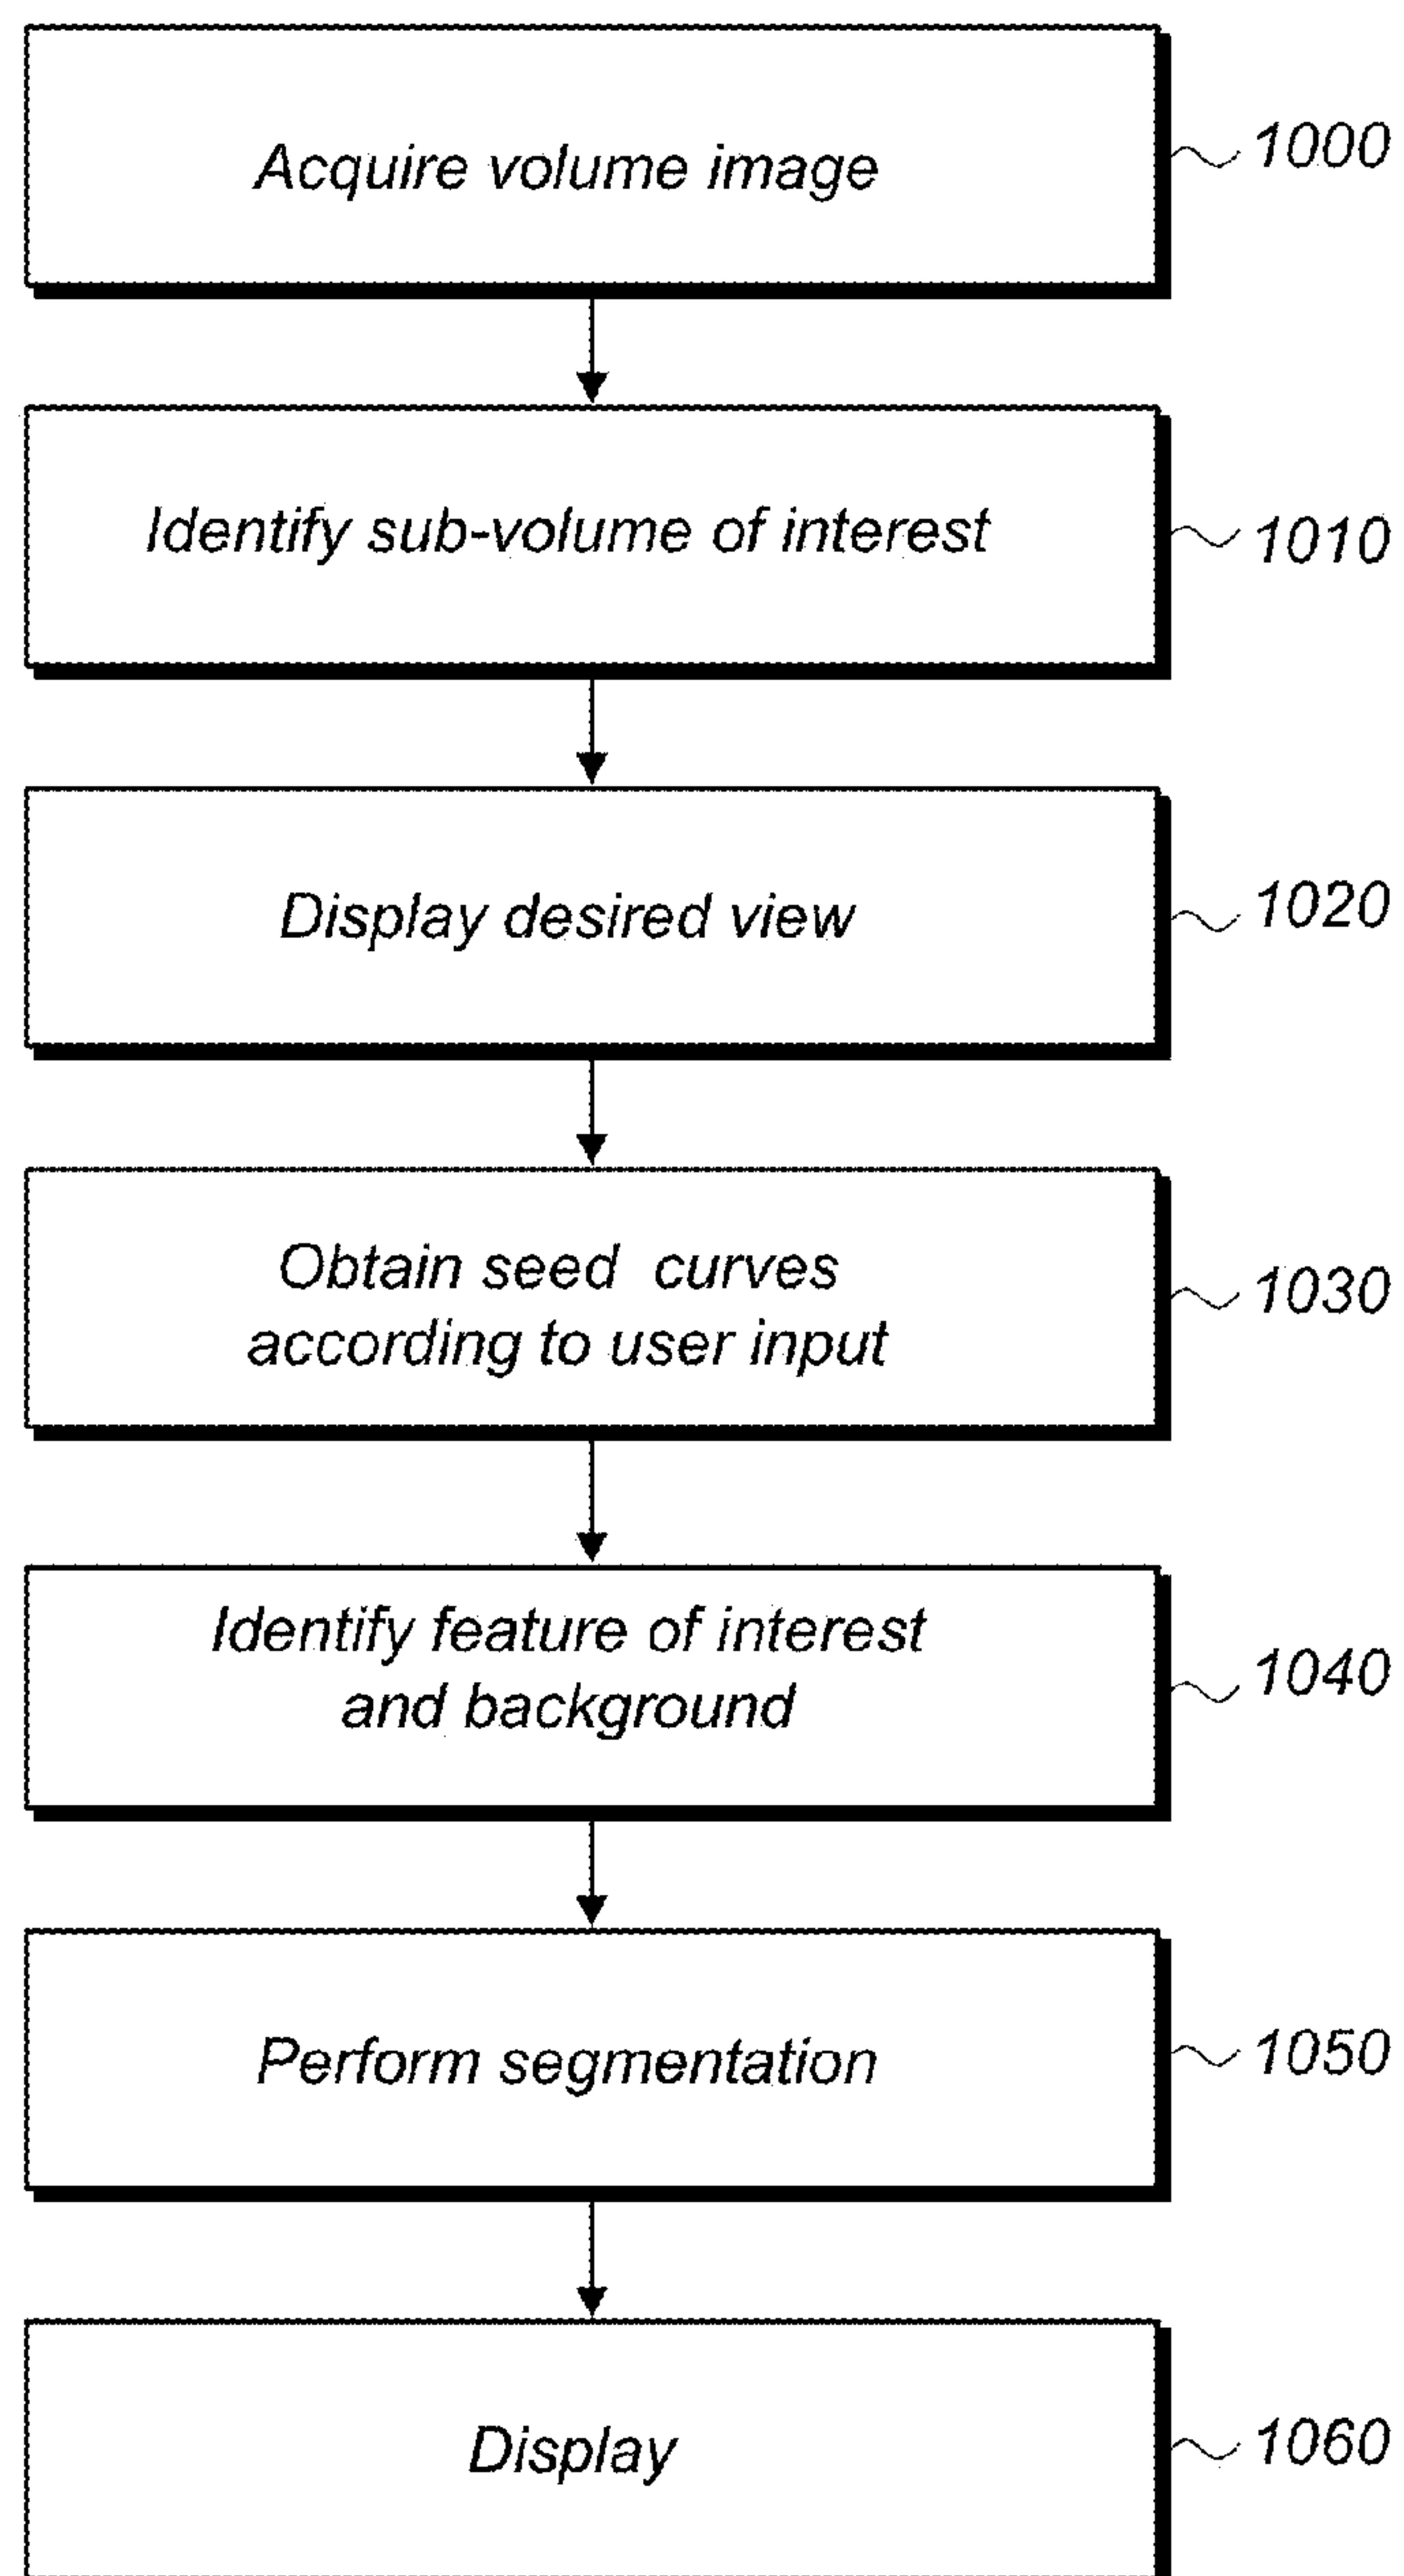 Acquire volume image
1000
Identify sub-volume of interest
1010
Display desired view
1020
Obtain seed curves
according to user input
1030
Identify feature of interest
and background
1040
Perform segmentation
1050
Display
1060